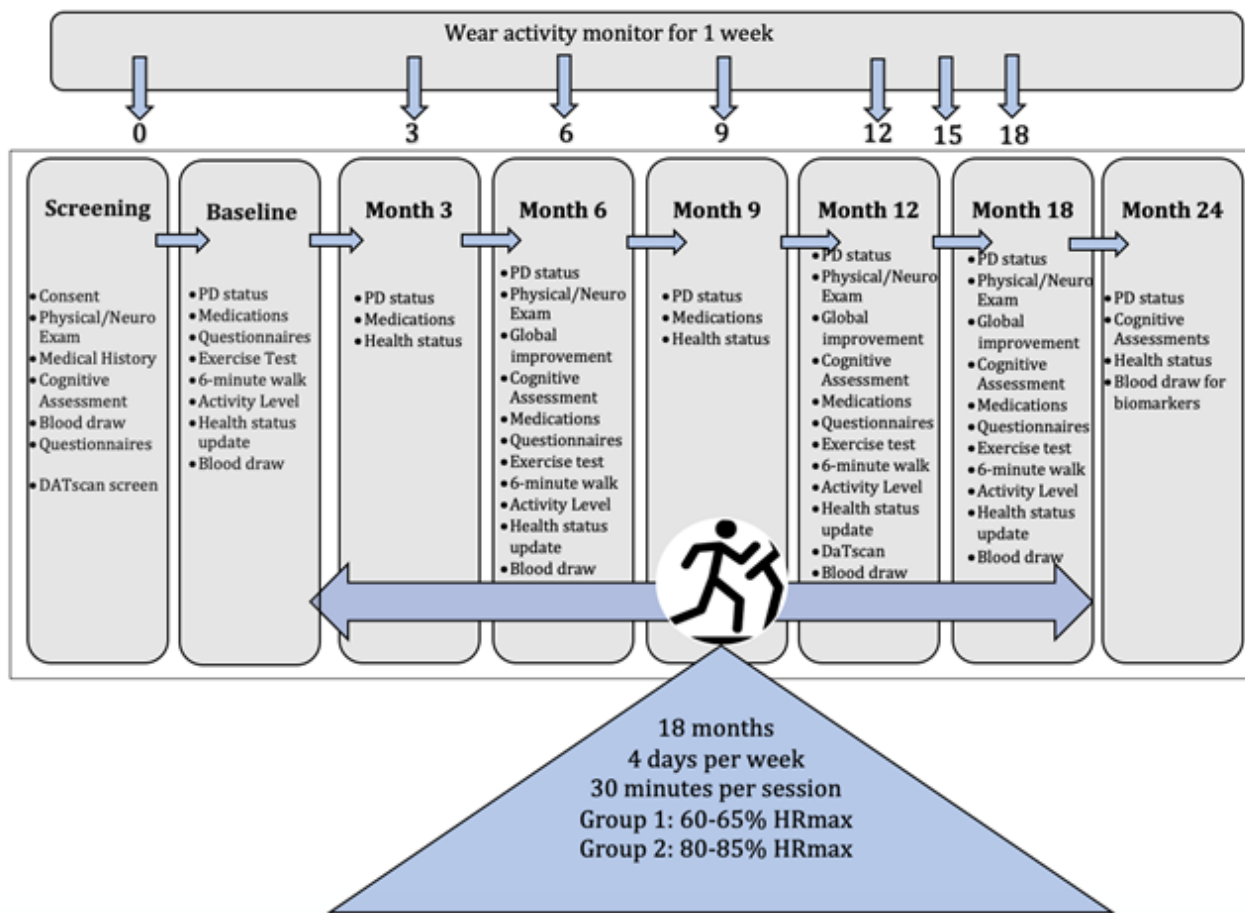 Wear activity monitor for 1 week
0
3
6
9
12
15
18
Screening
• Consent
• Physical/Neuro
Exam
• Medical History
• Cognitive
Assessment
• Blood draw
• Questionnaires
• DATscan screen
Baseline
• PD status
• Medications
• Questionnaires
• Exercise Test
• 6-minute walk
• Activity Level
• Health status
update
• Blood draw
Month 3
• PD status
• Medications
• Health status
Month 6
• PD status
• Physical/Neuro
Exam
• Global
improvement
• Cognitive
Assessment
• Medications
• Questionnaires
• Exercise test
• 6-minute walk
• Activity Level
• Health status
update
• Blood draw
Month 9
• PD status
• Medications
• Health status
Month 12
• PD status
• Physical/Neuro
Exam
• Global
improvement
• Cognitive
Assessment
• Medications
• Questionnaires
• Exercise test
• 6-minute walk
• Activity Level
• Health status
update
• DaTscan
• Blood draw
Month 18
• PD status
• Physical/Neuro
Exam
• Global
improvement
• Cognitive
Assessment
• Medications
• Questionnaires
• Exercise test
• 6-minute walk
• Activity Level
• Health status
update
• Blood draw
Month 24
• PD status
• Cognitive
Assessments
• Health status
• Blood draw for
biomarkers
18 months
4 days per week
30 minutes per session
Group 1: 60-65% HRmax
Group 2: 80-85% HRmax